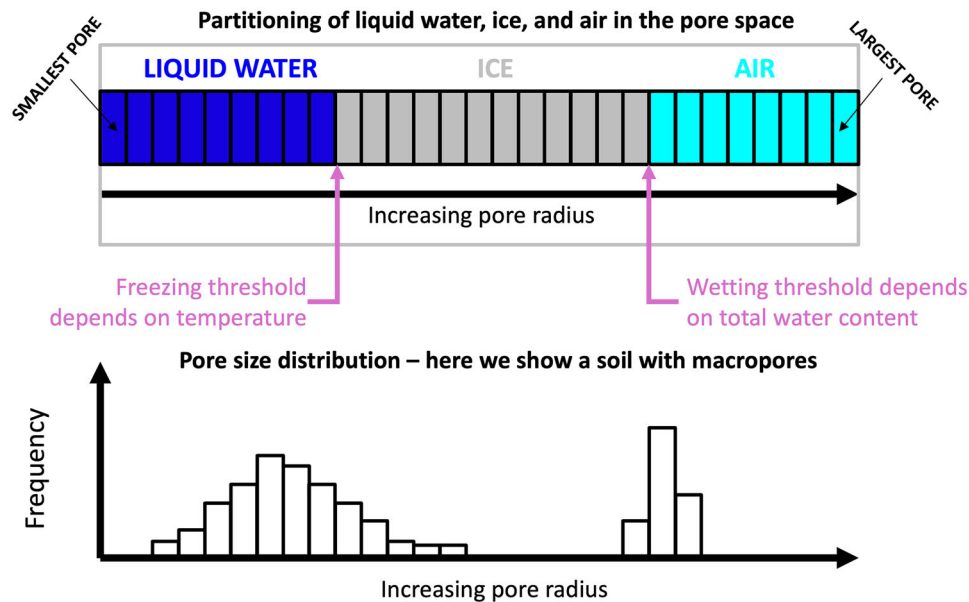 Partitioning of liquid water, ice, and air in the pore space
SMALLEST PORE
LIQUID WATER
ICE
AIR
LARGEST PORE
Increasing pore radius
Freezing threshold
depends on temperature
Wetting threshold depends
on total water content
Pore size distribution – here we show a soil with macropores
Frequency
Increasing pore radius